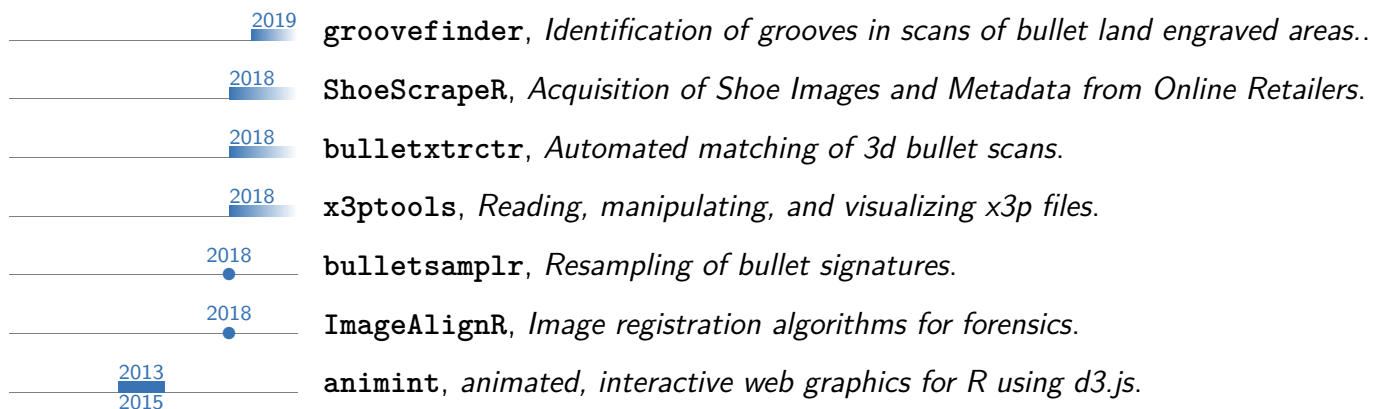 2019 groovefinder, Identification of grooves in scans of bullet land engraved areas..
2018 ShoeScrapeR, Acquisition of Shoe Images and Metadata from Online Retailers.
2018 bulletxtrctr, Automated matching of 3d bullet scans.
2018 x3ptools, Reading, manipulating, and visualizing x3p files.
2018 bulletsamplr, Resampling of bullet signatures.
2018 ImageAlignR, Image registration algorithms for forensics.
2013 animint, animated, interactive web graphics for R using d3.js.
2015